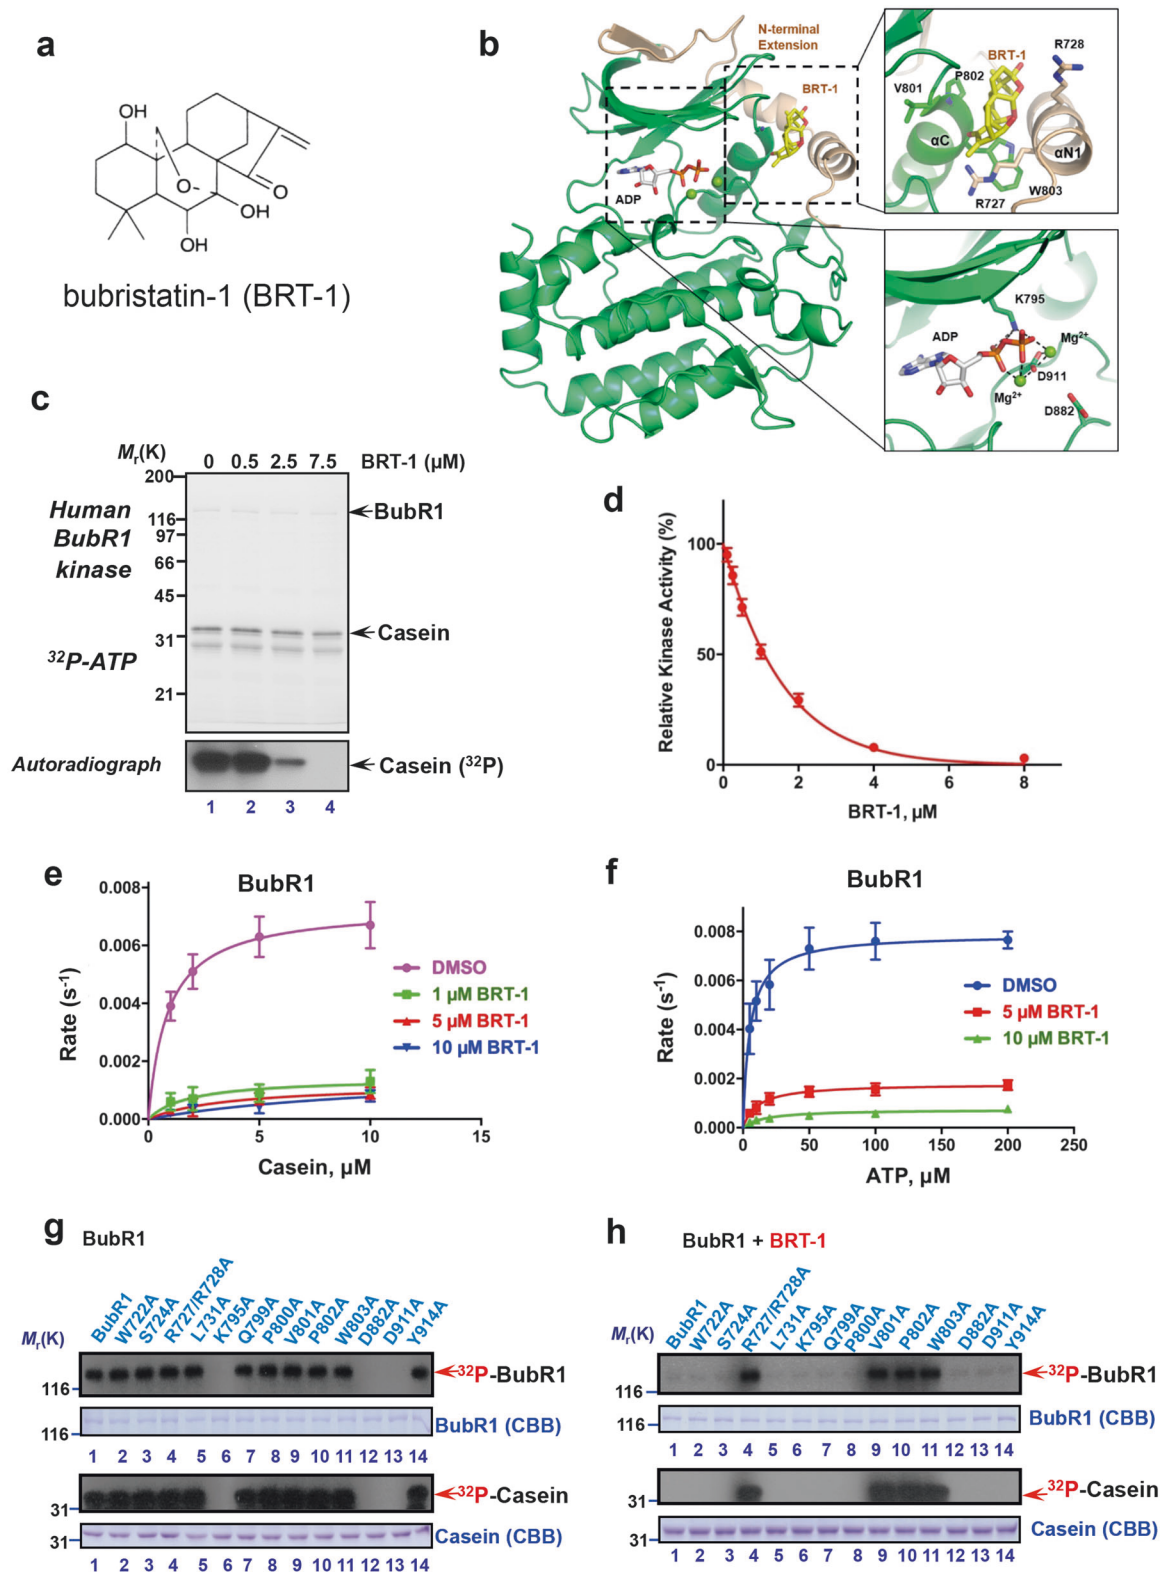 a
OH
O
O
OH
OH
bubristatin-1 (BRT-1)
b
N-terminal
Extension
BRT-1
ADP
BRT-1
R728
P802
V801
αC
αN1
W803
R727
K795
ADP
Mg²⁺
D911
Mg²⁺
D882
c
Mr(K)
0 0.5 2.5 7.5 BRT-1 (µM)
200
Human
BubR1
kinase
116
97
66
45
31
21
BubR1
Casein
³²P-ATP
Autoradiograph
Casein (³²P)
1 2 3 4
d
Relative Kinase Activity (%)
100
50
0
0 2 4 6 8
BRT-1, µM
e
BubR1
Rate (s⁻¹)
0.008
0.006
0.004
0.002
0.000
0 5 10 15
Casein, µM
DMSO
1 µM BRT-1
5 µM BRT-1
10 µM BRT-1
f
BubR1
Rate (s⁻¹)
0.008
0.006
0.004
0.002
0.000
0 50 100 150 200 250
ATP, µM
DMSO
5 µM BRT-1
10 µM BRT-1
g
BubR1
BubR1 W722A S724A R727/R728A L731A K795A Q799A P800A V801A P802A W803A D882A D911A Y914A
Mr(K)
116
³²P-BubR1
116
BubR1 (CBB)
1 2 3 4 5 6 7 8 9 10 11 12 13 14
31
³²P-Casein
31
Casein (CBB)
1 2 3 4 5 6 7 8 9 10 11 12 13 14
h
BubR1 + BRT-1
BubR1 W722A S724A R727/R728A L731A K795A Q799A P800A V801A P802A W803A D882A D911A Y914A
Mr(K)
116
³²P-BubR1
116
BubR1 (CBB)
1 2 3 4 5 6 7 8 9 10 11 12 13 14
31
³²P-Casein
31
Casein (CBB)
1 2 3 4 5 6 7 8 9 10 11 12 13 14